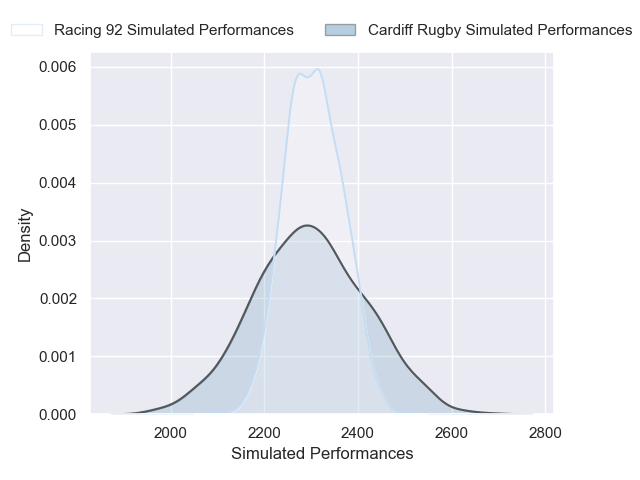 Racing 92 Simulated Performances Cardiff Rugby Simulated Performances
0.006
0.005
0.004
0.003
0.002
0.001
0.000
Density
2000 2200 2400 2600 2800
Simulated Performances